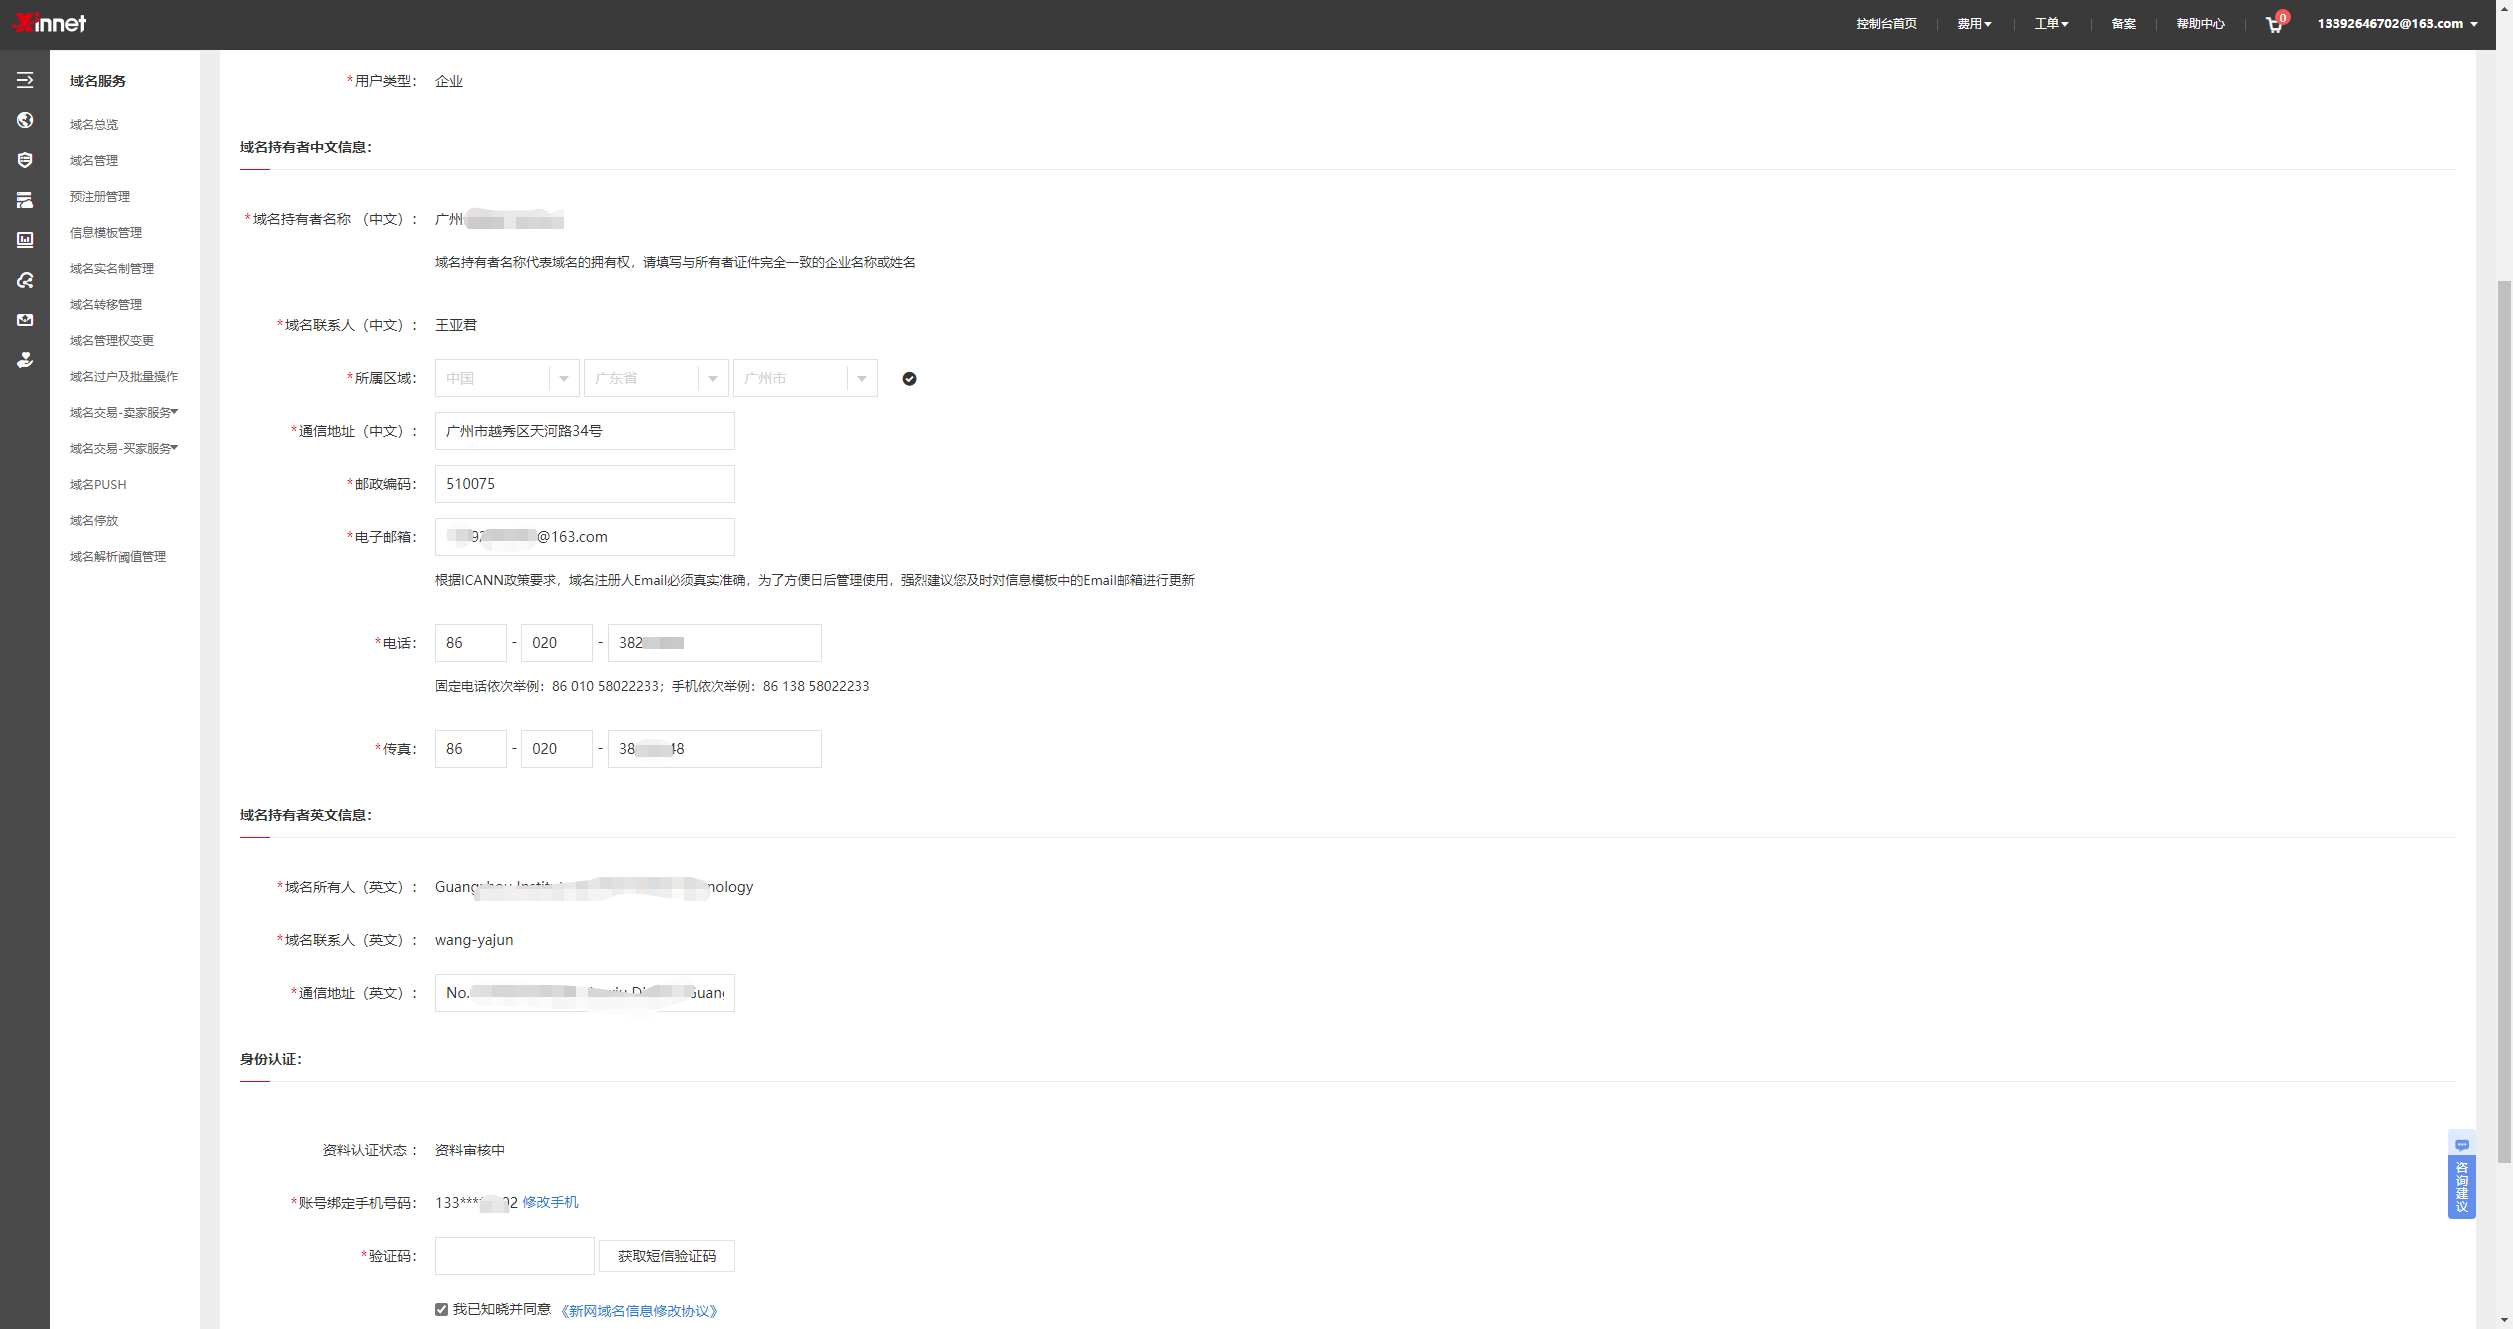 Xinnet
控制台首页
费用
工单
备案
帮助中心
0
13392646702@163.com
域名服务
域名总览
域名管理
预注册管理
信息模板管理
域名实名制管理
域名转移管理
域名管理权变更
域名过户及批量操作
域名交易-卖家服务
域名交易-买家服务
域名PUSH
域名停放
域名解析阈值管理
*用户类型： 企业
域名持有者中文信息：
*域名持有者名称 （中文）： 广州
域名持有者名称代表域名的拥有权，请填写与所有者证件完全一致的企业名称或姓名
*域名联系人（中文）： 王亚君
*所属区域： 中国 广东省 广州市
*通信地址（中文）： 广州市越秀区天河路34号
*邮政编码： 510075
*电子邮箱： @163.com
根据ICANN政策要求，域名注册人Email必须真实准确，为了方便日后管理使用，强烈建议您及时对信息模板中的Email邮箱进行更新
*电话： 86 - 020 - 382
固定电话依次举例：86 010 58022233；手机依次举例：86 138 58022233
*传真： 86 - 020 - 38 48
域名持有者英文信息：
*域名所有人（英文）： nology
*域名联系人（英文）： wang-yajun
*通信地址（英文）： No.
身份认证：
资料认证状态： 资料审核中
*账号绑定手机号码： 133*** 02 修改手机
*验证码： 获取短信验证码
我已知晓并同意 《新网域名信息修改协议》
咨询建议